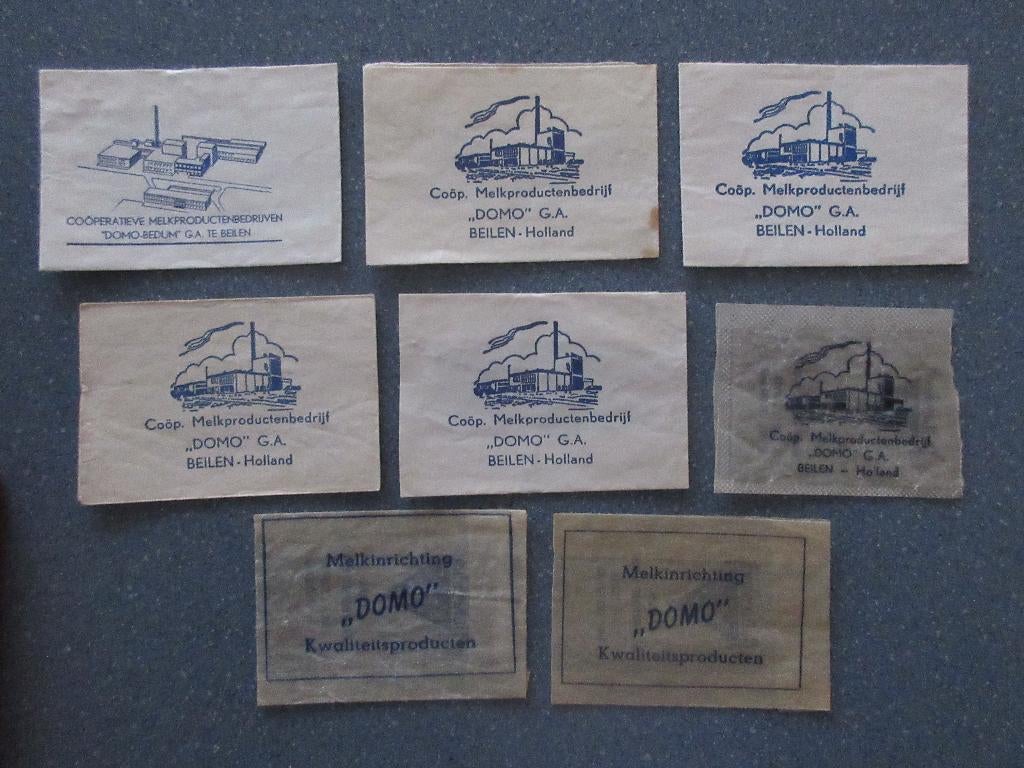 COÖPERATIEVE MELKPRODUCTENBEDRIJVEN
"DOMO-BEDUM" G.A. TE BEILEN
Coöp. Melkproductenbedrijf
„DOMO” G.A.
BEILEN - Holland
Coöp. Melkproductenbedrijf
„DOMO” G.A.
BEILEN - Holland
Coöp. Melkproductenbedrijf
„DOMO” G.A.
BEILEN - Holland
Coöp. Melkproductenbedrijf
„DOMO” G.A.
BEILEN - Holland
Coöp. Melkproductenbedrijf
„DOMO” G.A.
BEILEN - Holland
Melkinrichting
„DOMO”
Kwaliteitsproducten
Melkinrichting
„DOMO”
Kwaliteitsproducten